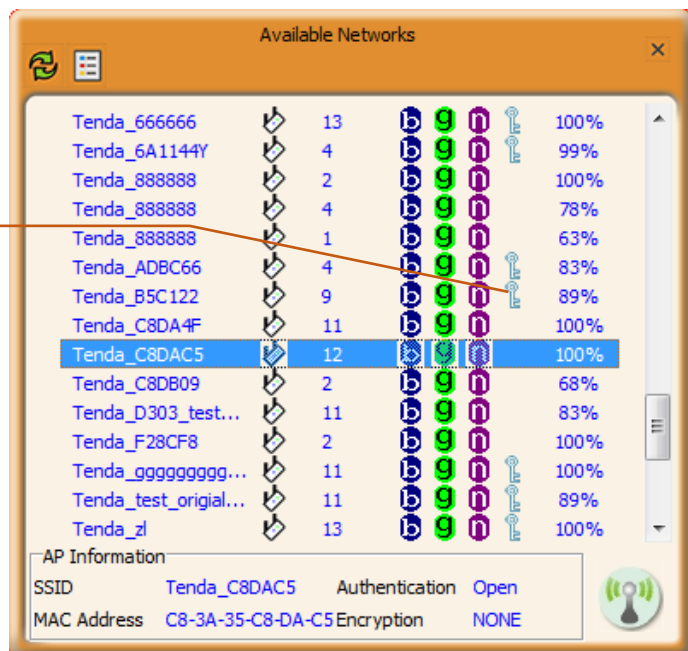 Available Networks
Tenda_666666 13 b g n 100%
Tenda_6A1144Y 4 b g n 99%
Tenda_888888 2 b g n 100%
Tenda_888888 4 b g n 78%
Tenda_888888 1 b g n 63%
Tenda_ADBC66 4 b g n 83%
Tenda_B5C122 9 b g n 89%
Tenda_C8DA4F 11 b g n 100%
Tenda_C8DAC5 12 b g n 100%
Tenda_C8DB09 2 b g n 68%
Tenda_D303_test... 11 b g n 83%
Tenda_F28CF8 2 b g n 100%
Tenda_ggggggggg... 11 b g n 100%
Tenda_test_origial... 11 b g n 89%
Tenda_zl 13 b g n 100%
AP Information
SSID Tenda_C8DAC5 Authentication Open
MAC Address C8-3A-35-C8-DA-C5 Encryption NONE